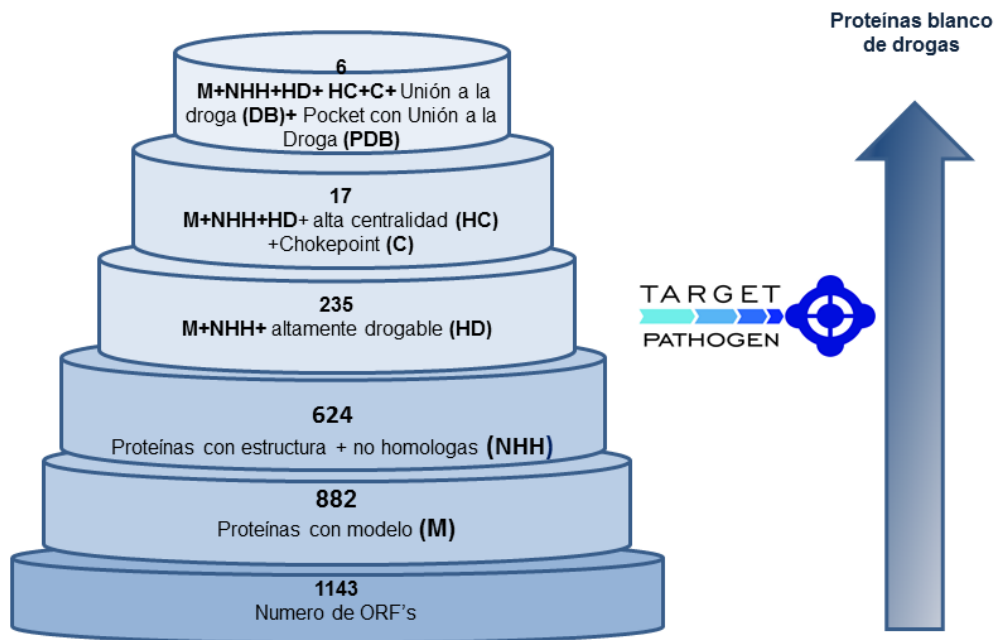 Proteínas blanco
de drogas
6
M+NHH+HD+ HC+C+ Unión a la
droga (DB)+ Pocket con Unión a la
Droga (PDB)
17
M+NHH+HD+ alta centralidad (HC)
+Chokepoint (C)
235
M+NHH+ altamente drogable (HD)
TARGET
PATHOGEN
624
Proteínas con estructura + no homologas (NHH)
882
Proteínas con modelo (M)
1143
Numero de ORF's